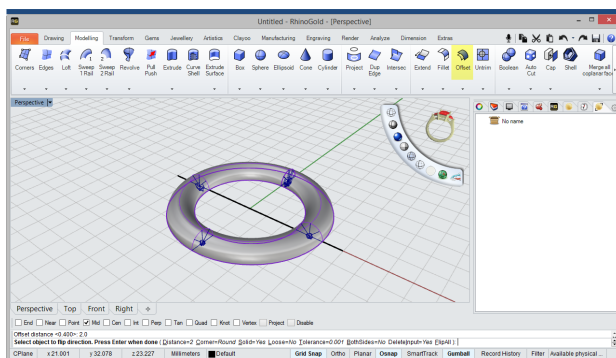 Untitled - RhinoGold - [Perspective]
File Drawing Modelling Transform Gems Jewellery Artistics Clayoo Manufacturing Engraving Render Analyze Dimension Extras
Corners Edges Loft Sweep 1 Rail Sweep 2 Rails Revolve Pull Push Extrude Curve Shell Extrude Surface Box Sphere Ellipsoid Cone Cylinder Project Dup Edge Intersec Extend Fillet Offset Untrim Boolean Auto Cut Cap Shell Merge all coplanar face
Perspective
No name
Perspective Top Front Right
End Near Point Mid Cen Int Perp Tan Quad Knot Vertex Project Disable
Offset distance <0.400>: 2.0
Select object to flip direction. Press Enter when done ( Distance=2 Corner=Round Solid=Yes Loose=No Tolerance=0.001 BothSides=No DeleteInput=Yes FlipAll ):
CPlane x 21.001 y 32.078 z 23.227 Millimeters Default Grid Snap Ortho Planar Osnap SmartTrack Gumball Record History Filter Available physical ...